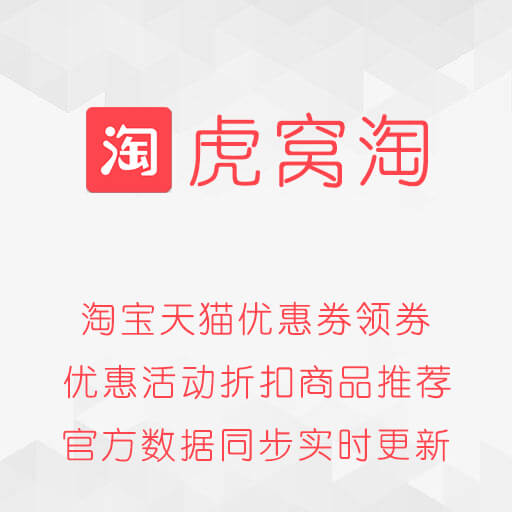 淘 虎窝淘
淘宝天猫优惠券领券
优惠活动折扣商品推荐
官方数据同步实时更新